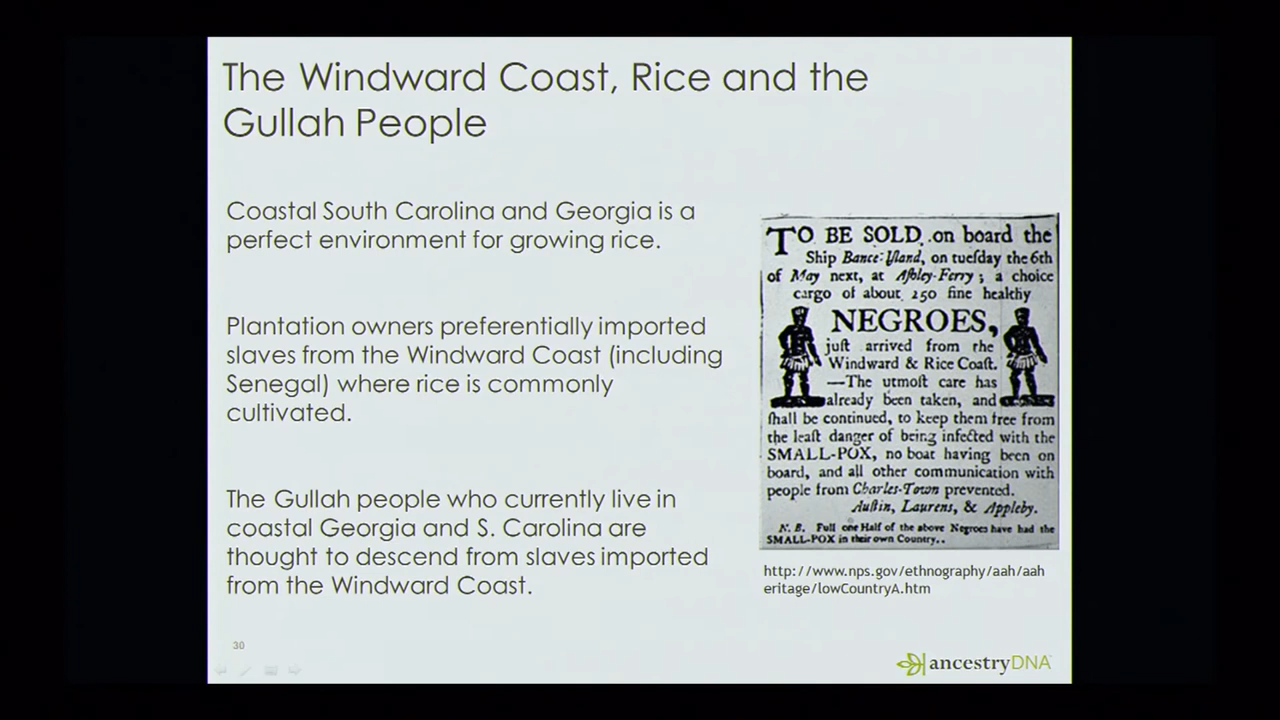 The Windward Coast, Rice and the
Gullah People
Coastal South Carolina and Georgia is a
perfect environment for growing rice.
Plantation owners preferentially imported
slaves from the Windward Coast (including
Senegal) where rice is commonly
cultivated.
The Gullah people who currently live in
coastal Georgia and S. Carolina are
thought to descend from slaves imported
from the Windward Coast.
TO BE SOLD, on board the
Ship Bance-Yland, on tueſday the 6th
of May next, at Aſhley-Ferry; a choice
cargo of about 250 fine healthy
NEGROES,
juſt arrived from the
Windward & Rice Coaſt.
—The utmoſt care has
already been taken, and
ſhall be continued, to keep them free from
the leaſt danger of being infected with the
SMALL-POX, no boat having been on
board, and all other communication with
people from Charles-Town prevented.
Auſtin, Laurens, & Appleby.
N. B. Full one Half of the above Negroes have had the
SMALL-POX in their own Country..
http://www.nps.gov/ethnography/aah/aah
eritage/lowCountryA.htm
30
ancestryDNA